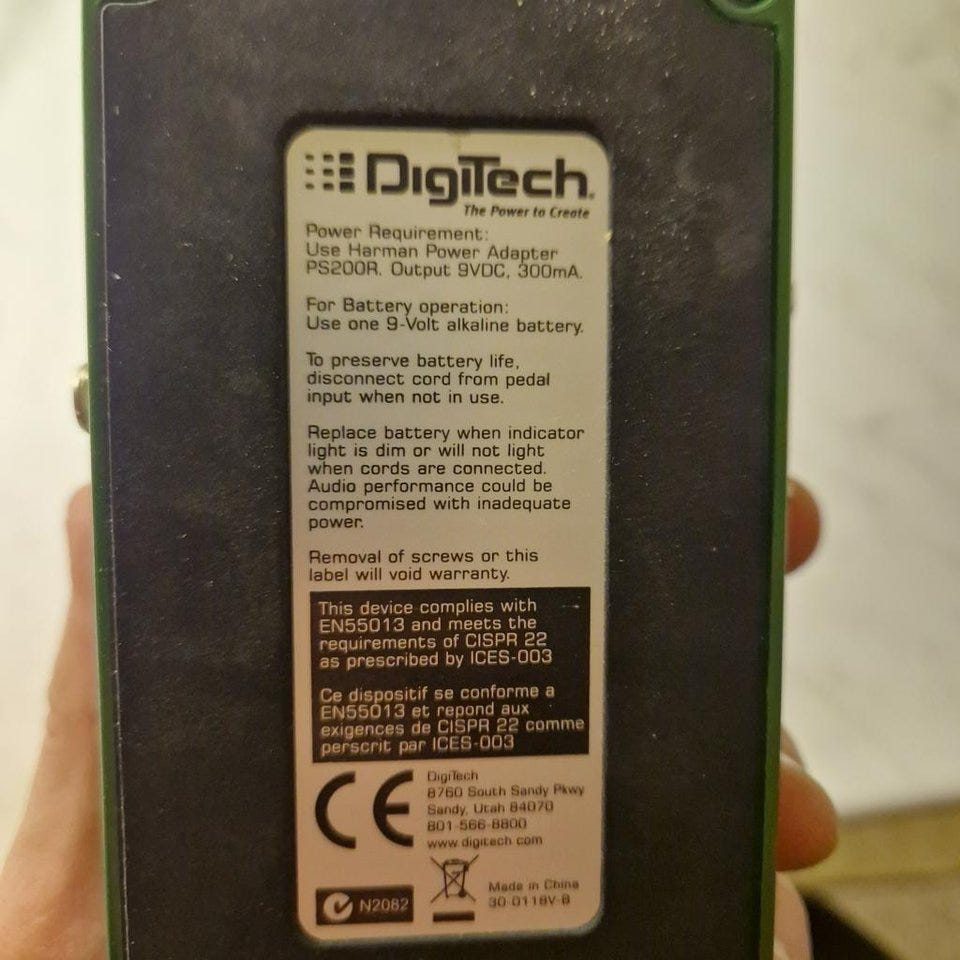 DigiTech.
The Power to Create
Power Requirement:
Use Harman Power Adapter
PS200R. Output 9VDC, 300mA.
For Battery operation:
Use one 9-Volt alkaline battery.
To preserve battery life,
disconnect cord from pedal
input when not in use.
Replace battery when indicator
light is dim or will not light
when cords are connected.
Audio performance could be
compromised with inadequate
power.
Removal of screws or this
label will void warranty.
This device complies with
EN55013 and meets the
requirements of CISPR 22
as prescribed by ICES-003
Ce dispositif se conforme a
EN55013 et repond aux
exigences de CISPR 22 comme
perscrit par ICES-003
CE
DigiTech
8760 South Sandy Pkwy
Sandy, Utah 84070
801-566-8800
www.digitech.com
N2082
Made in China
30-0118V-B